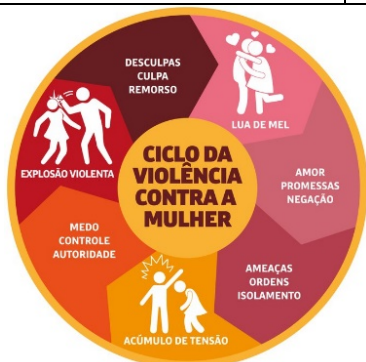 CICLO DA
VIOLÊNCIA
CONTRA A
MULHER
LUA DE MEL
AMOR
PROMESSAS
NEGAÇÃO
AMEAÇAS
ORDENS
ISOLAMENTO
ACÚMULO DE TENSÃO
MEDO
CONTROLE
AUTORIDADE
EXPLOSÃO VIOLENTA
DESCULPAS
CULPA
REMORSO